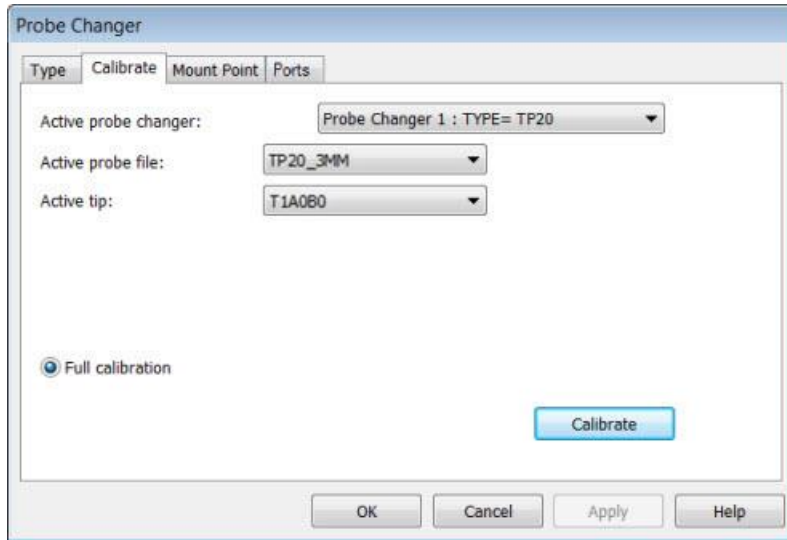 Probe Changer
Type Calibrate Mount Point Ports
Active probe changer: Probe Changer 1 : TYPE= TP20
Active probe file: TP20_3MM
Active tip: T1A0B0
Full calibration
Calibrate
OK Cancel Apply Help